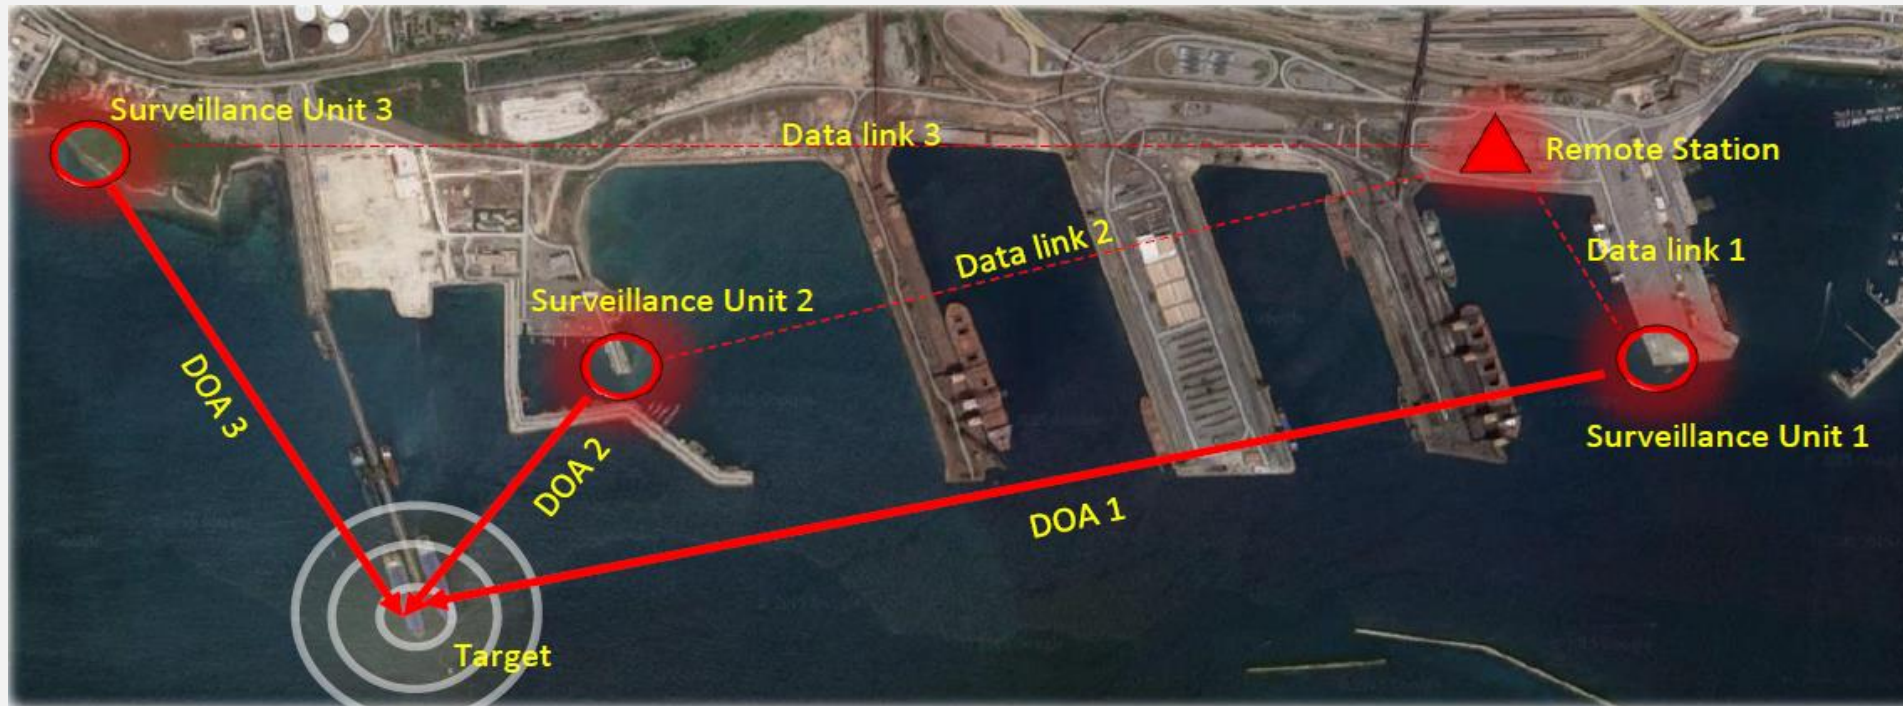 Surveillance Unit 3
Data link 3
Remote Station
Data link 2
Data link 1
Surveillance Unit 2
DOA 3
DOA 2
Surveillance Unit 1
DOA 1
Target